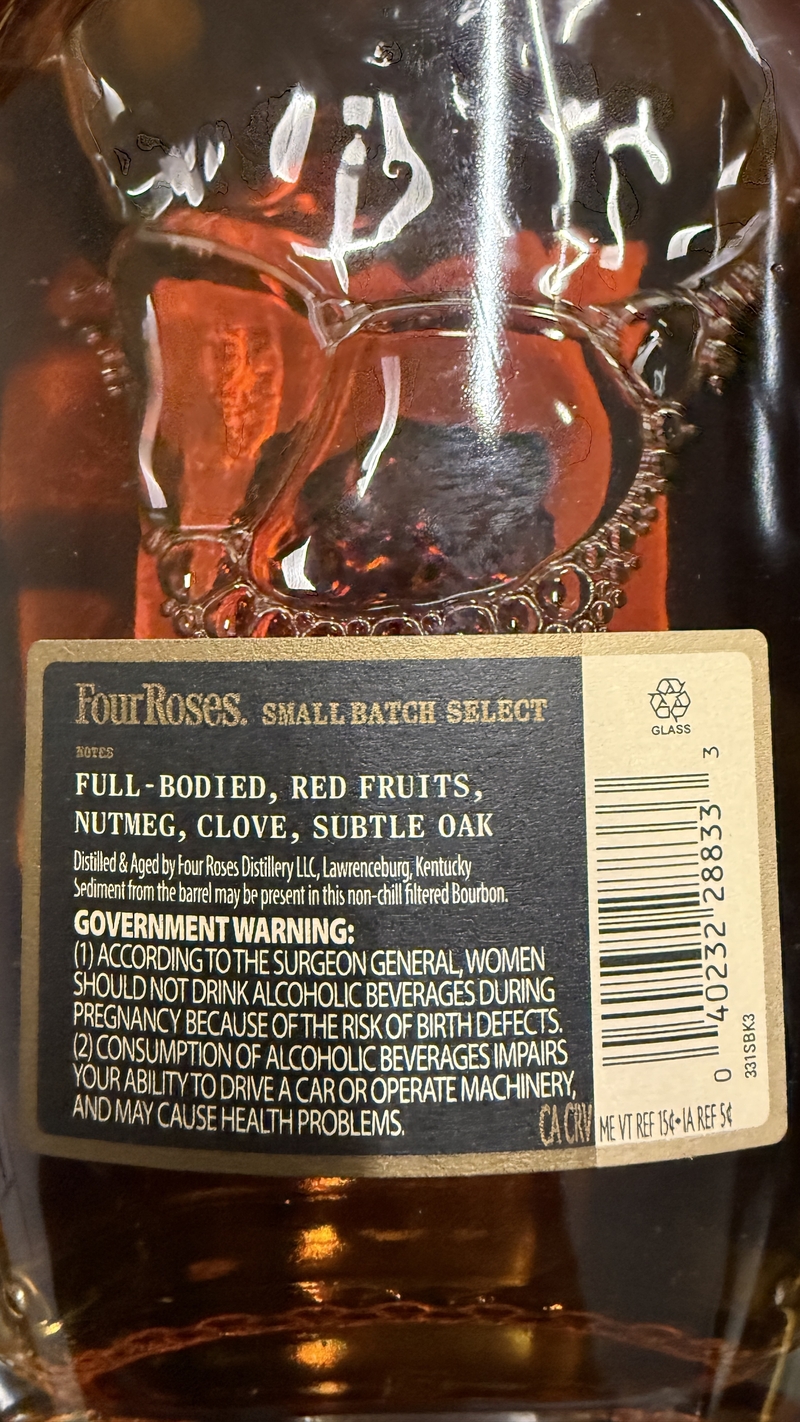 Four Roses. SMALL BATCH SELECT
NOTES
FULL-BODIED, RED FRUITS,
NUTMEG, CLOVE, SUBTLE OAK
Distilled & Aged by Four Roses Distillery LLC, Lawrenceburg, Kentucky
Sediment from the barrel may be present in this non-chill filtered Bourbon.
GOVERNMENT WARNING:
(1) ACCORDING TO THE SURGEON GENERAL, WOMEN
SHOULD NOT DRINK ALCOHOLIC BEVERAGES DURING
PREGNANCY BECAUSE OF THE RISK OF BIRTH DEFECTS.
(2) CONSUMPTION OF ALCOHOLIC BEVERAGES IMPAIRS
YOUR ABILITY TO DRIVE A CAR OR OPERATE MACHINERY,
AND MAY CAUSE HEALTH PROBLEMS.
CA CRV ME VT REF 15¢•IA REF 5¢
GLASS
0 40232 28833 3
331SBK3